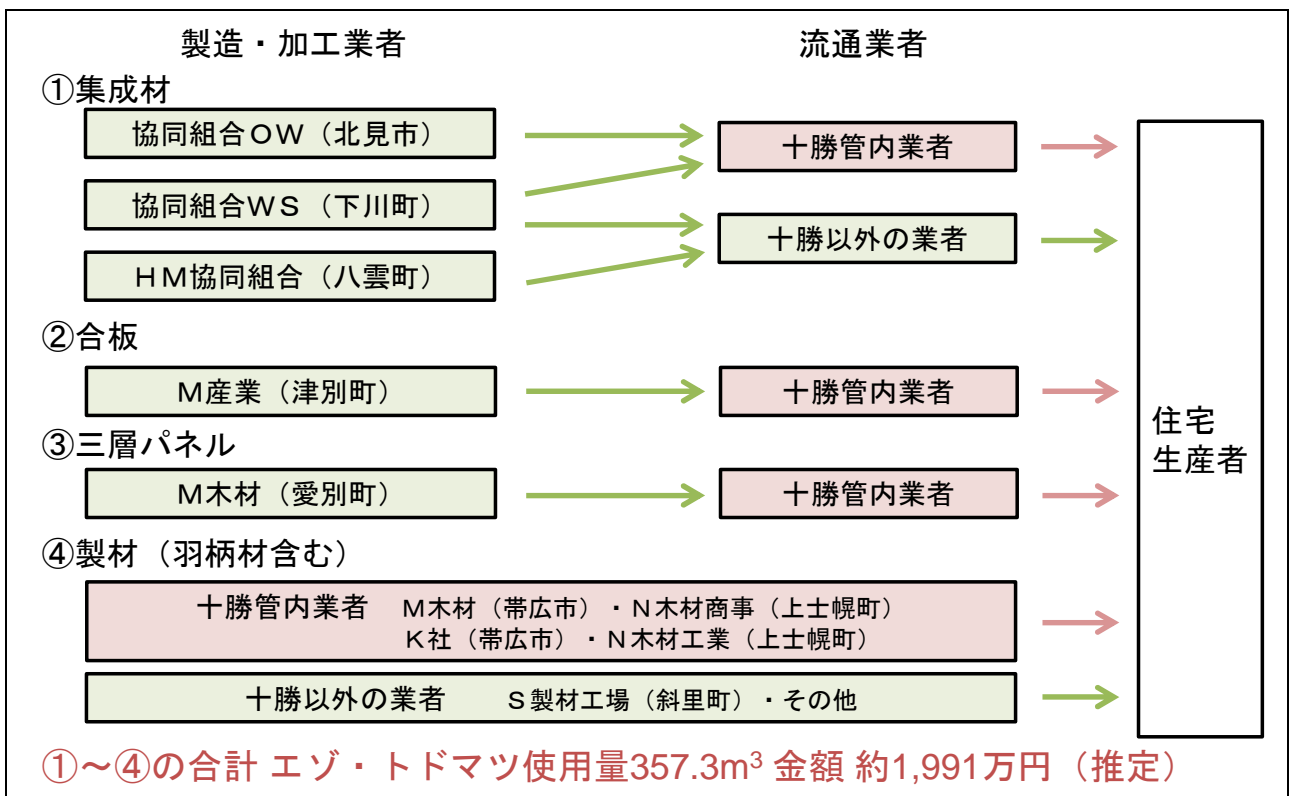 製造・加工業者
流通業者
①集成材
協同組合OW（北見市）
十勝管内業者
協同組合WS（下川町）
十勝以外の業者
HM協同組合（八雲町）
②合板
M産業（津別町）
十勝管内業者
③三層パネル
M木材（愛別町）
十勝管内業者
④製材（羽柄材含む）
十勝管内業者　M木材（帯広市）・N木材商事（上士幌町）
K社（帯広市）・N木材工業（上士幌町）
十勝以外の業者　S製材工場（斜里町）・その他
住宅
生産者
①～④の合計 エゾ・トドマツ使用量357.3m³ 金額 約1,991万円（推定）